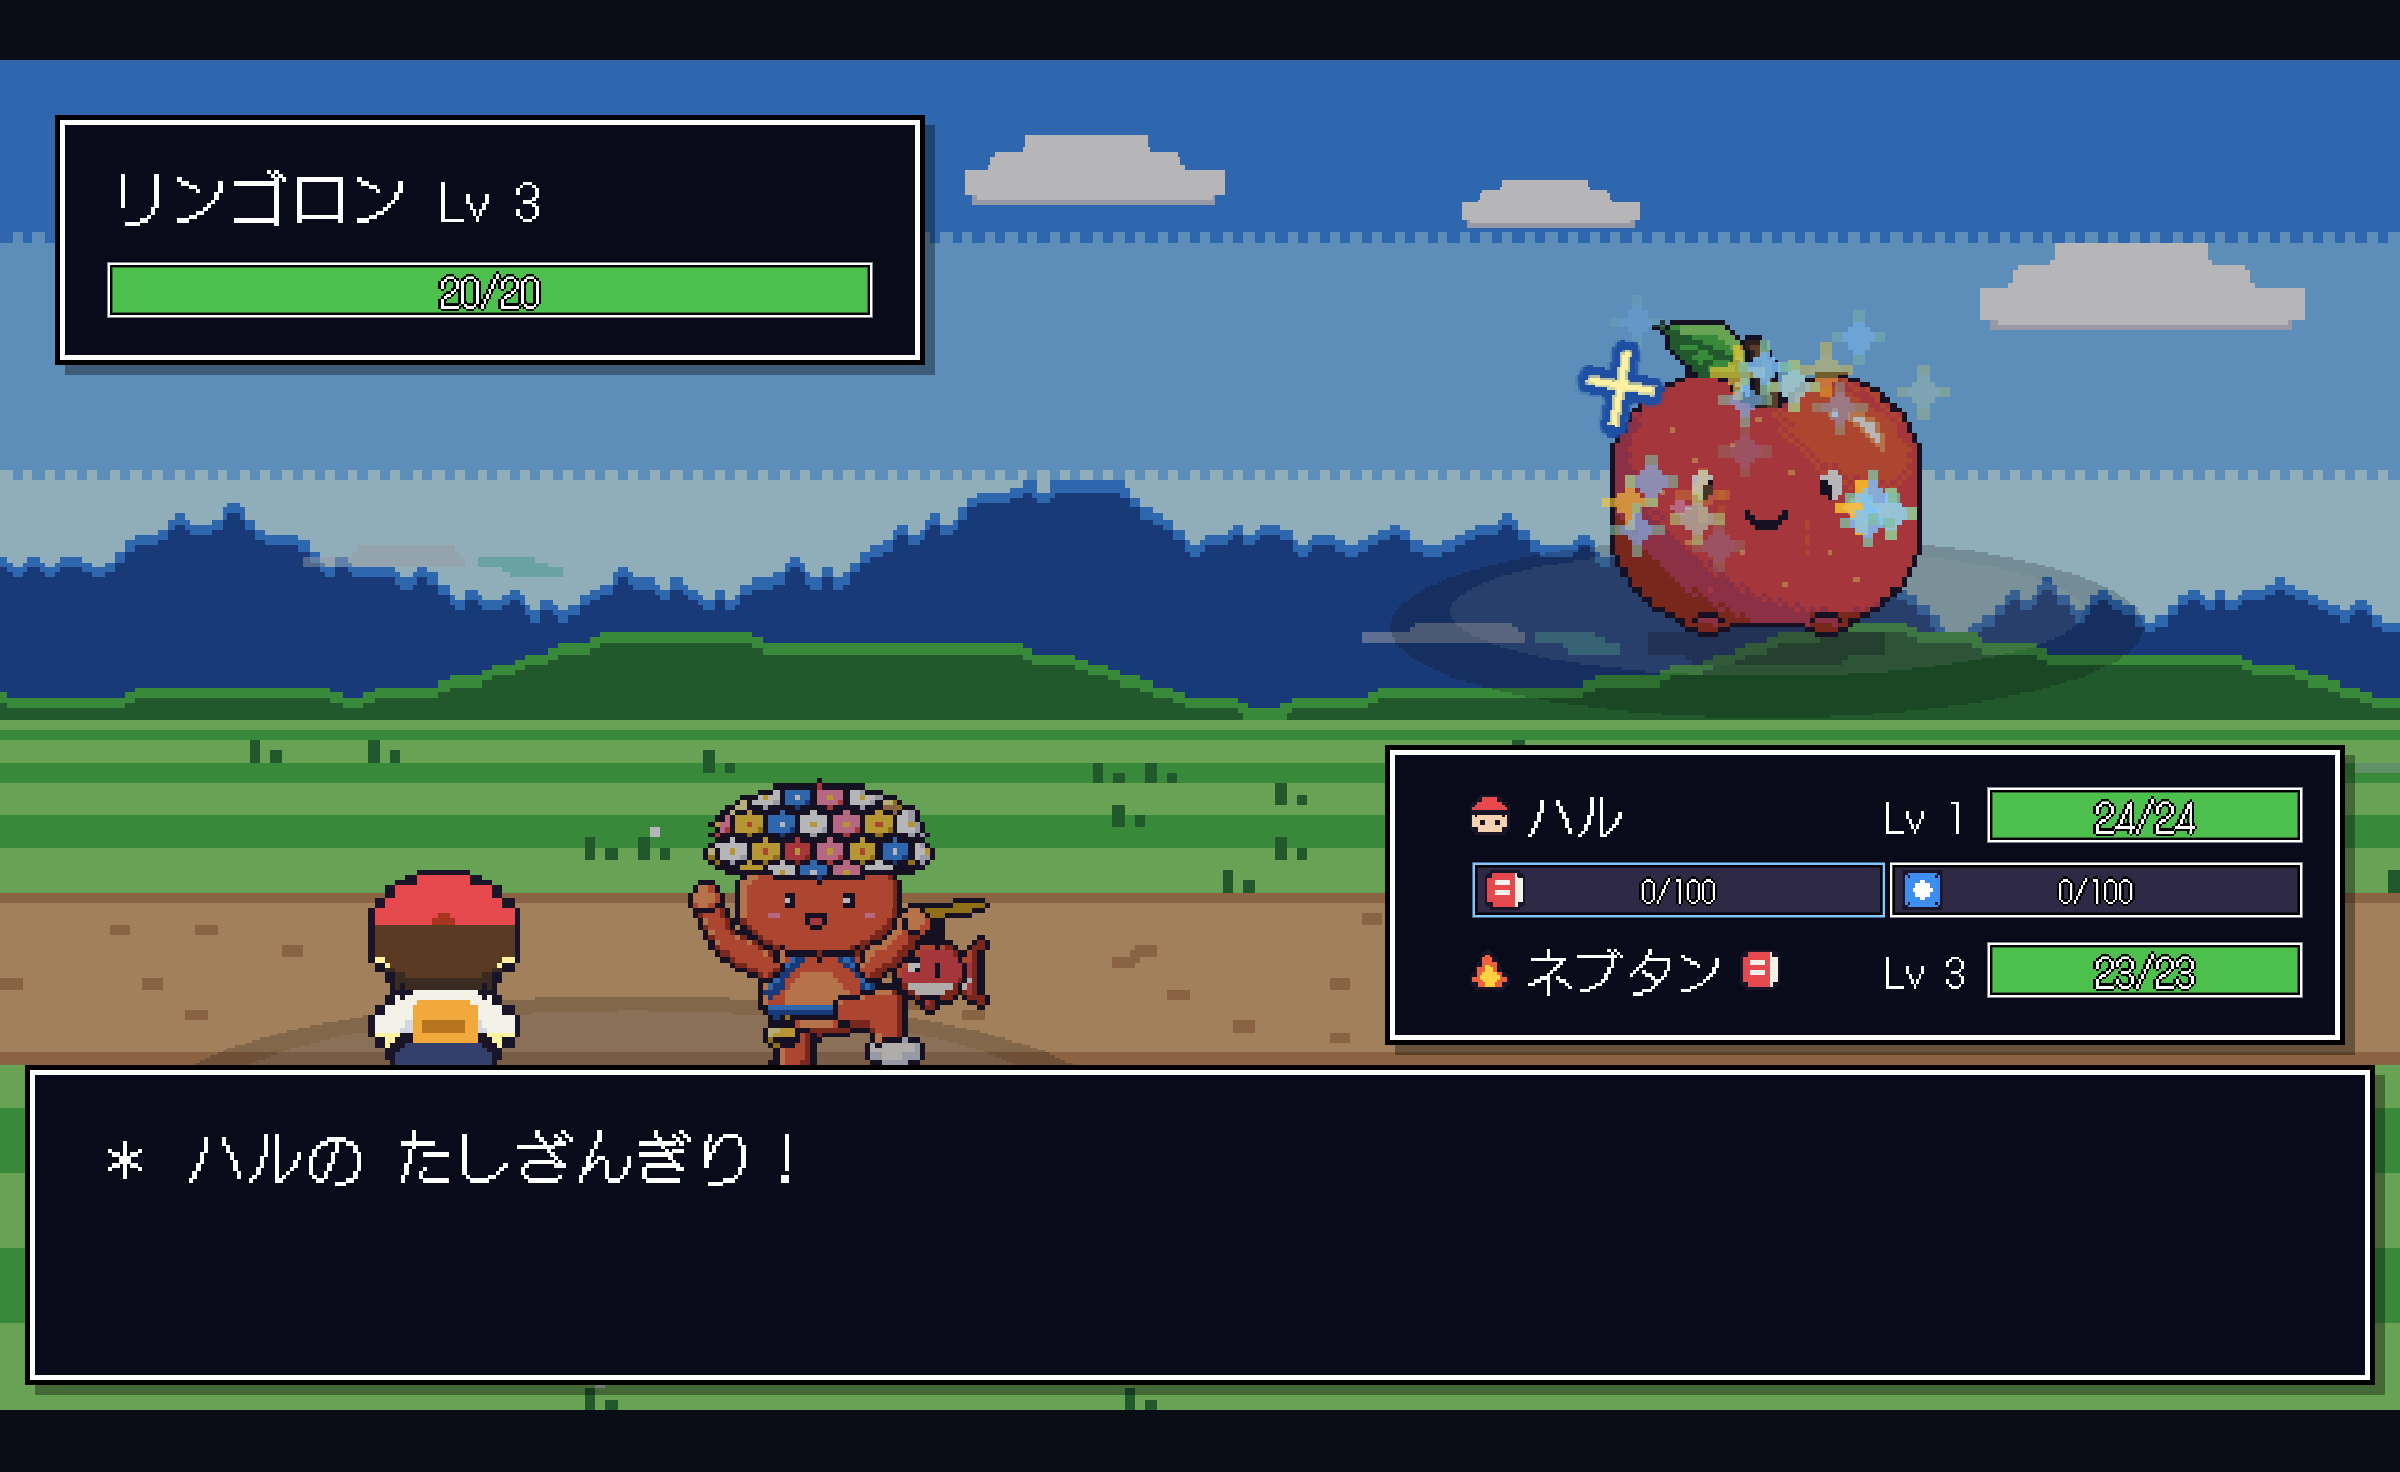 リンゴロン Lv 3
20/20
ハル Lv 1 24/24
0/100 0/100
ネブタン Lv 3 23/23
* ハルの たしざんぎり！